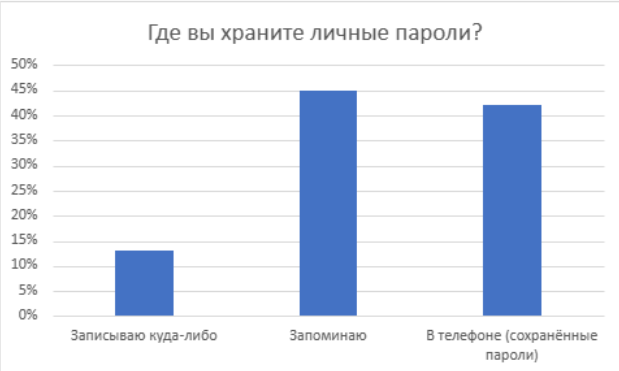 Где вы храните личные пароли?
50%
45%
40%
35%
30%
25%
20%
15%
10%
5%
0%
Записываю куда-либо
Запоминаю
В телефоне (сохранённые
пароли)